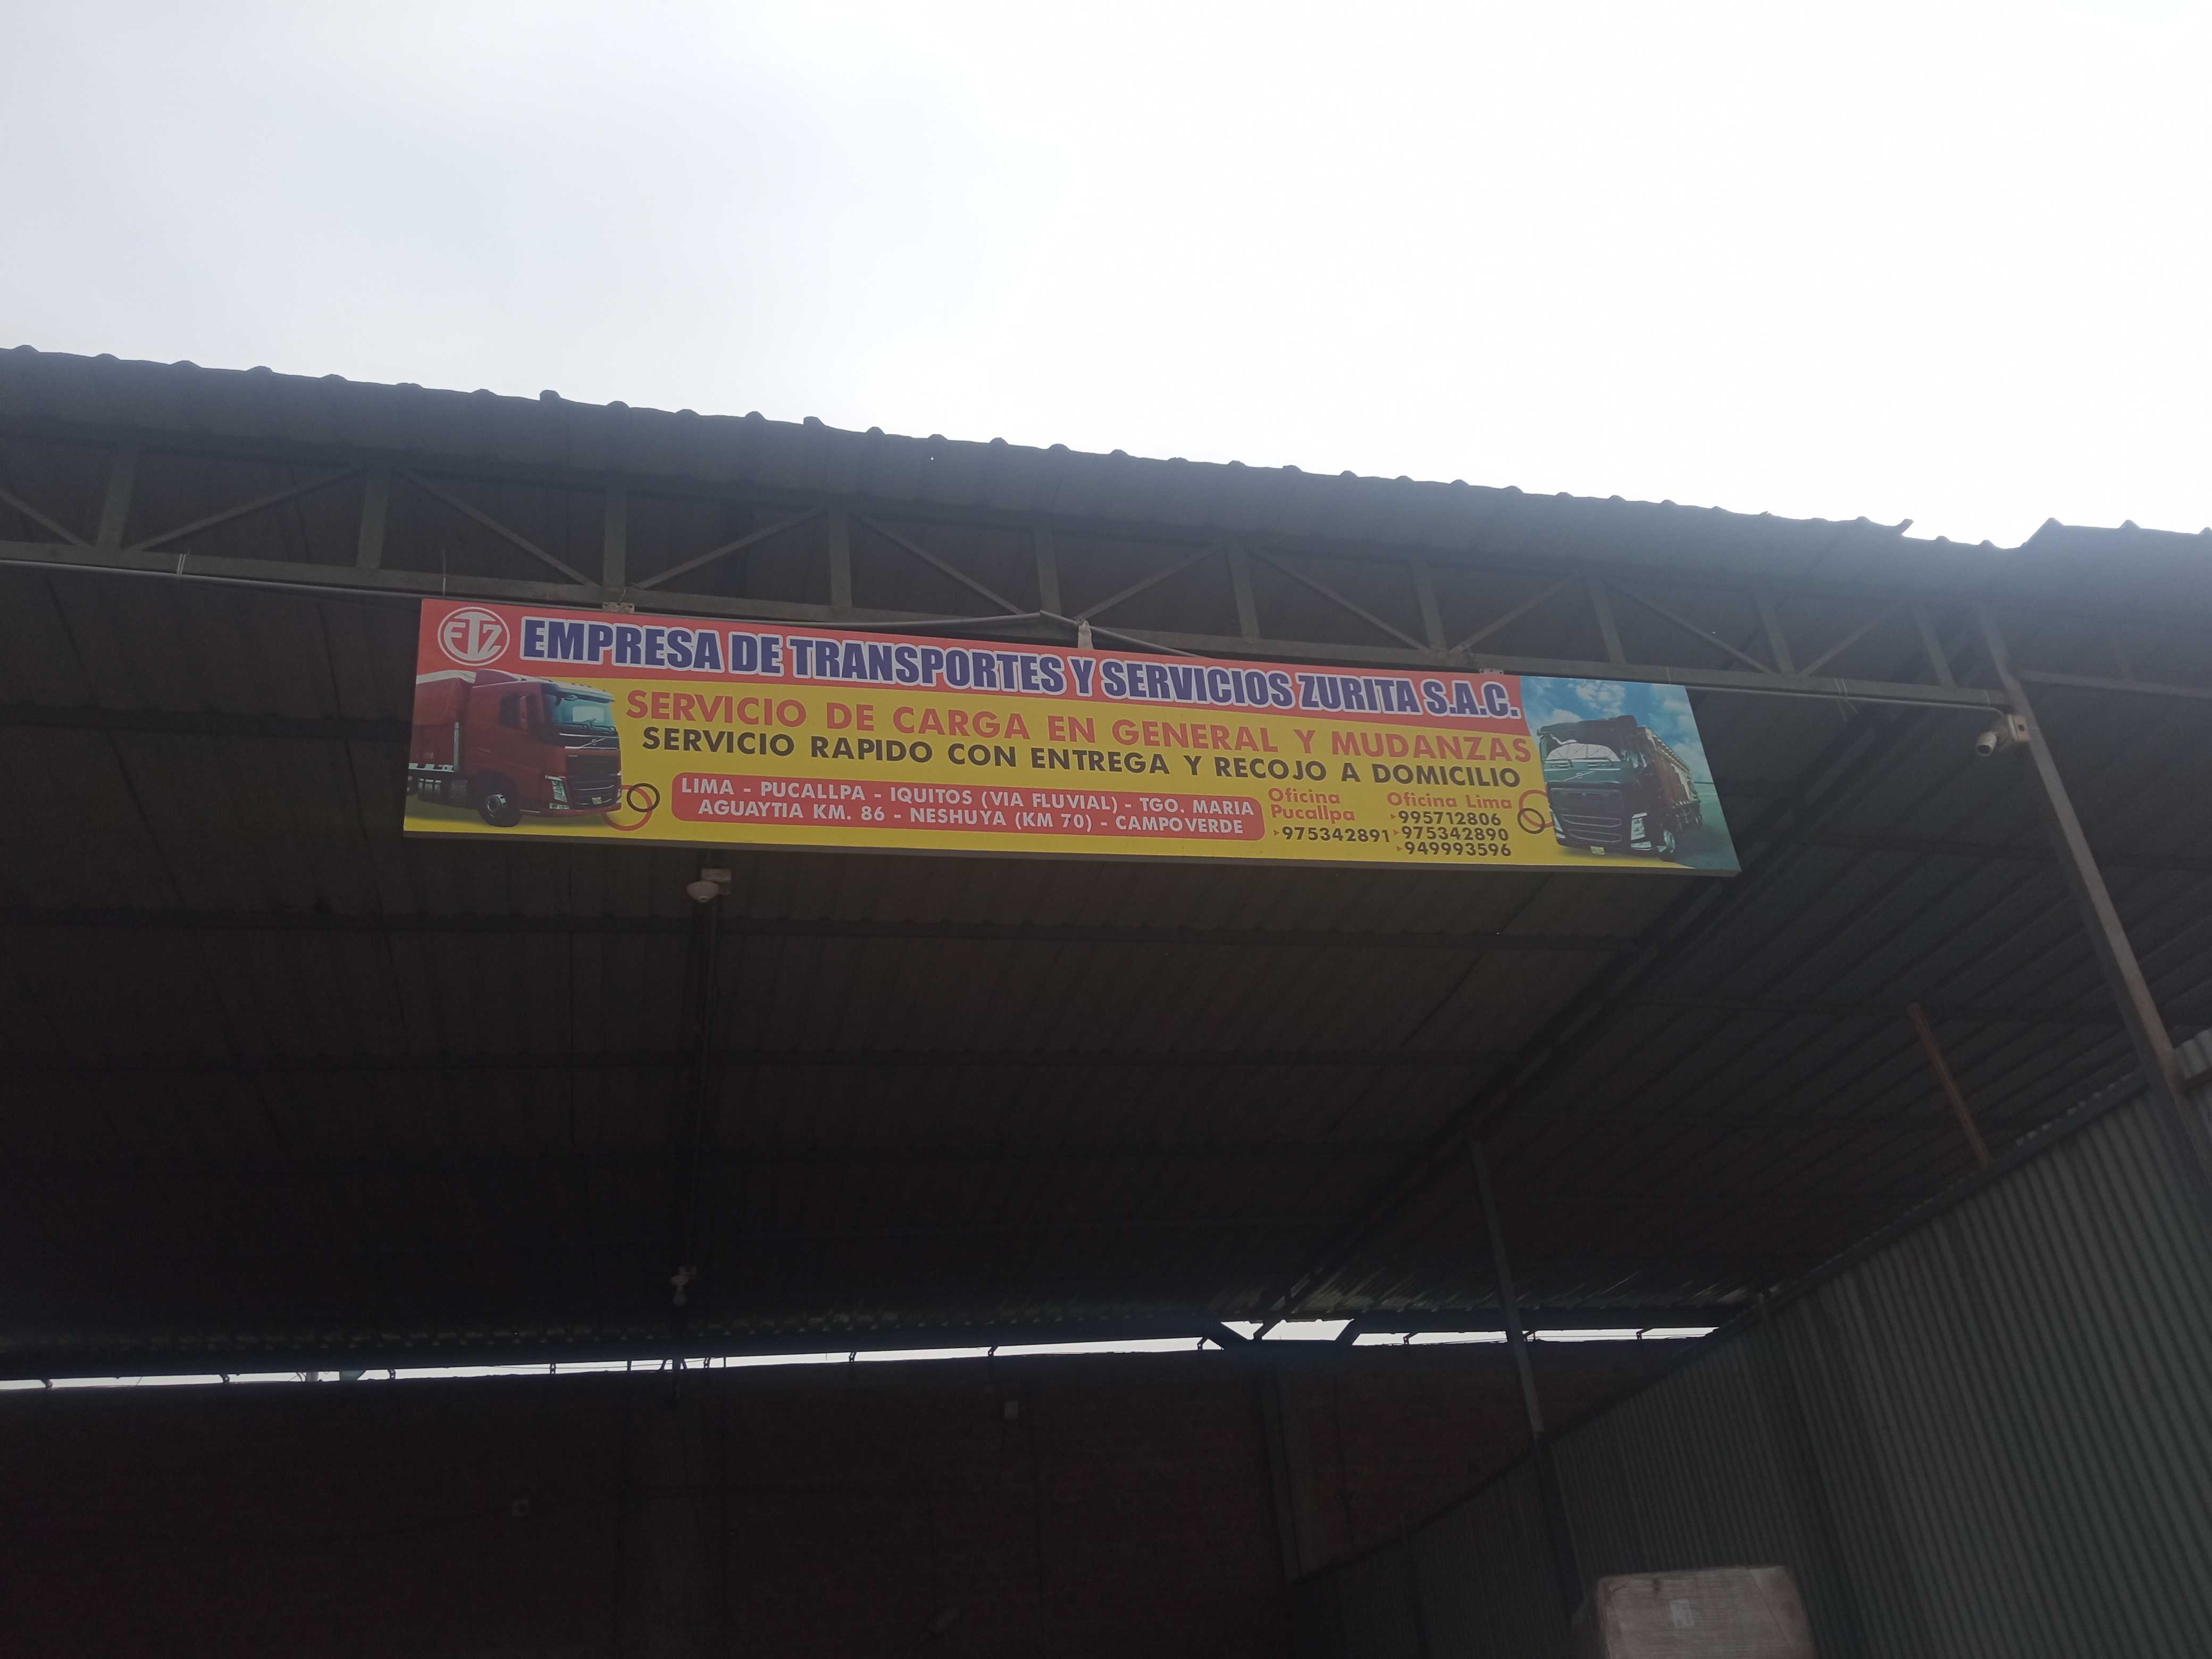 ETZ
EMPRESA DE TRANSPORTES Y SERVICIOS ZURITA S.A.C.
SERVICIO DE CARGA EN GENERAL Y MUDANZAS
SERVICIO RAPIDO CON ENTREGA Y RECOJO A DOMICILIO
LIMA - PUCALLPA - IQUITOS (VIA FLUVIAL) - TGO. MARIA
AGUAYTIA KM. 86 - NESHUYA (KM 70) - CAMPOVERDE
Oficina
Pucallpa
975342891
Oficina Lima
995712806
975342890
949993596